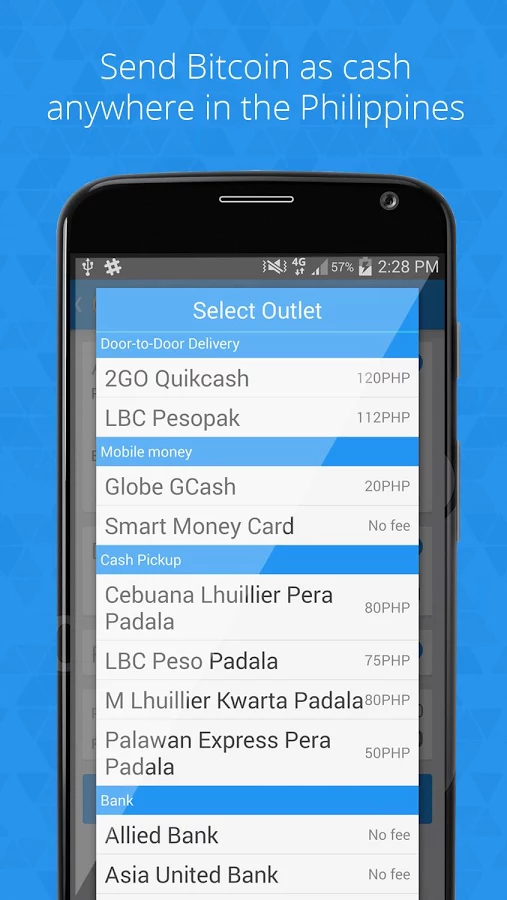 Send Bitcoin as cash
anywhere in the Philippines
4G
57%
2:28 PM
Select Outlet
Door-to-Door Delivery
2GO Quikcash 120PHP
LBC Pesopak 112PHP
Mobile money
Globe GCash 20PHP
Smart Money Card No fee
Cash Pickup
Cebuana Lhuillier Pera
Padala 80PHP
LBC Peso Padala 75PHP
M Lhuillier Kwarta Padala 80PHP
Palawan Express Pera
Padala 50PHP
Bank
Allied Bank No fee
Asia United Bank No fee